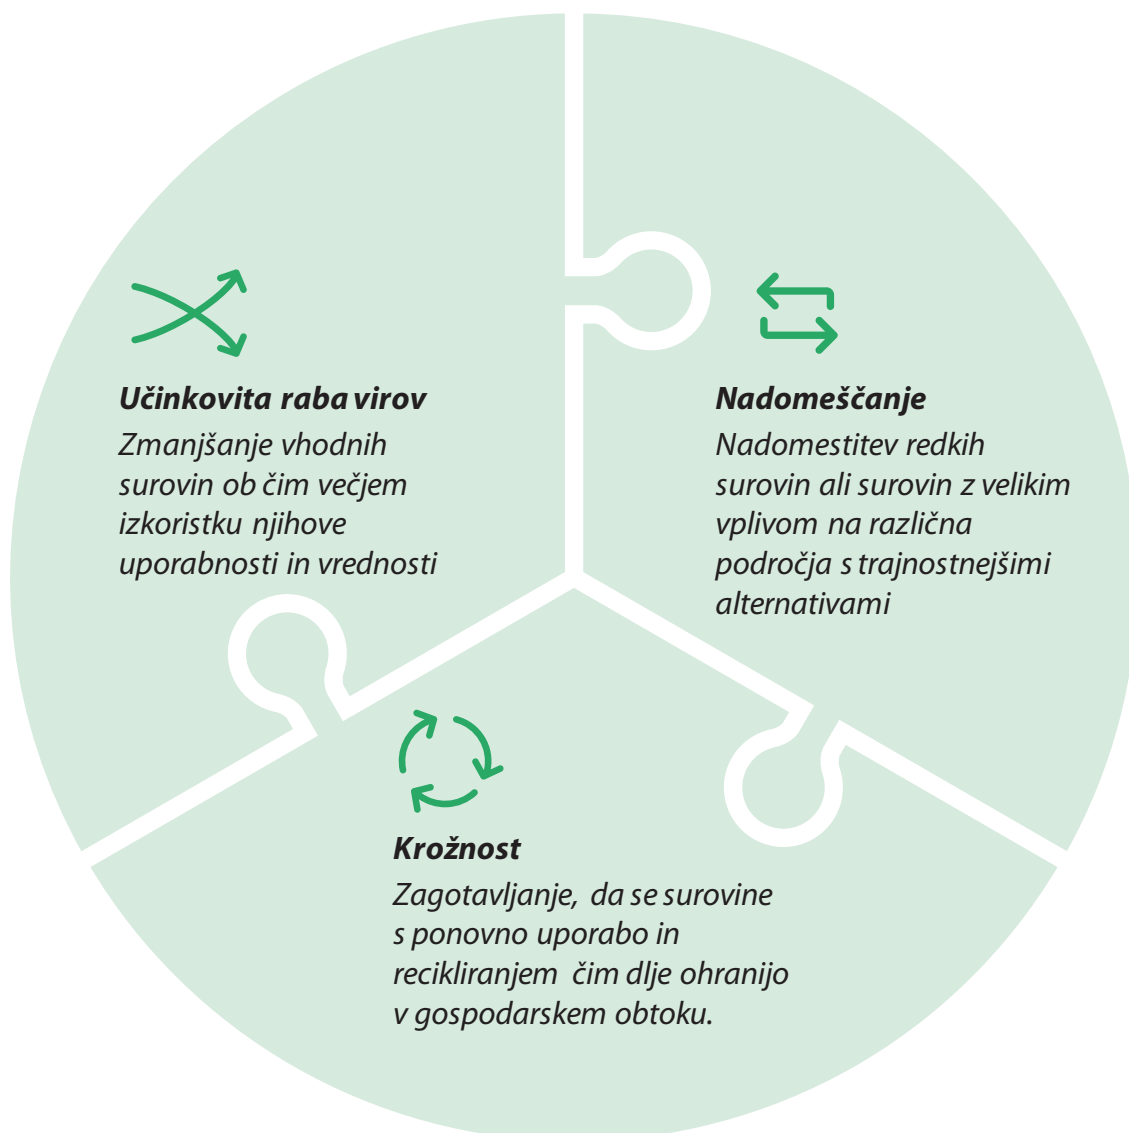 Učinkovita raba virov
Zmanjšanje vhodnih
surovin ob čim večjem
izkoristku njihove
uporabnosti in vrednosti
Nadomeščanje
Nadomestitev redkih
surovin ali surovin z velikim
vplivom na različna
področja s trajnostnejšimi
alternativami
Krožnost
Zagotavljanje, da se surovine
s ponovno uporabo in
recikliranjem čim dlje ohranijo
v gospodarskem obtoku.